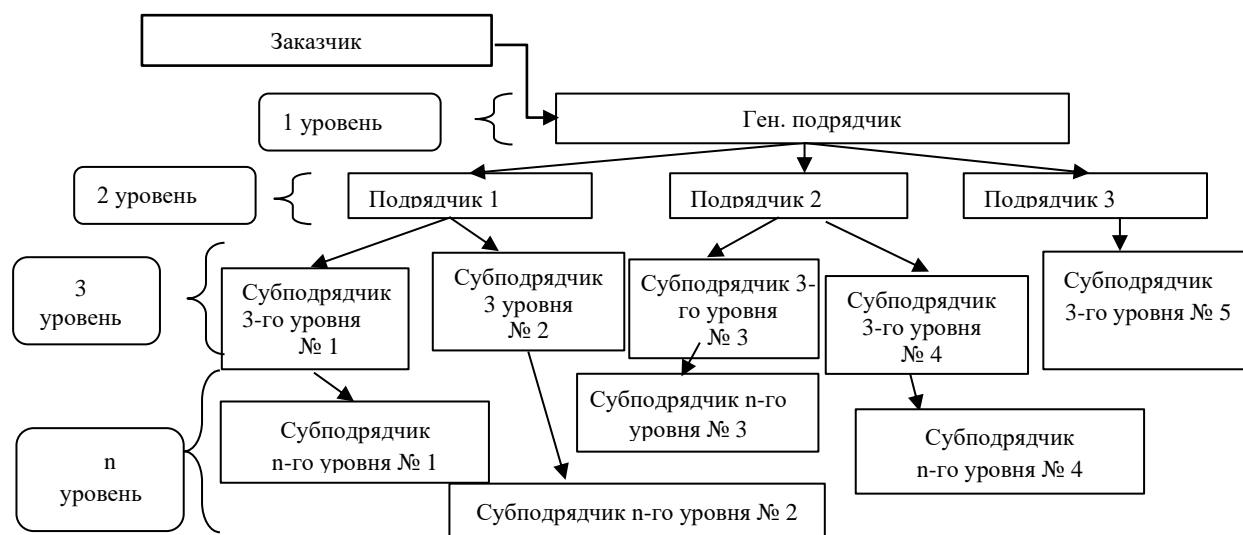 Заказчик
1 уровень
Ген. подрядчик
2 уровень
Подрядчик 1
Подрядчик 2
Подрядчик 3
3
уровень
Субподрядчик
3-го уровня
№ 1
Субподрядчик
3 уровня
№ 2
Субподрядчик 3-
го уровня
№ 3
Субподрядчик
3-го уровня
№ 4
Субподрядчик
3-го уровня № 5
n
уровень
Субподрядчик
n-го уровня № 1
Субподрядчик n-го уровня № 2
Субподрядчик n-го
уровня № 3
Субподрядчик
n-го уровня № 4